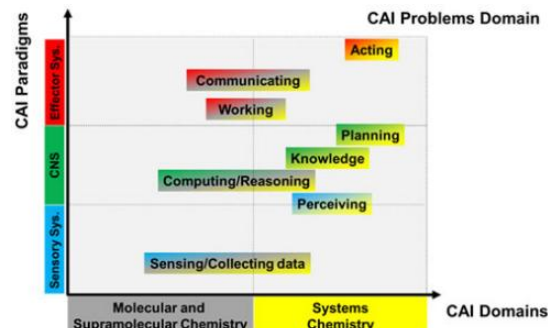 CAI Problems Domain
CAI Paradigms
Effector Sys.
CNS
Sensory Sys.
Acting
Communicating
Working
Planning
Knowledge
Computing/Reasoning
Perceiving
Sensing/Collecting data
Molecular and
Supramolecular Chemistry
Systems
Chemistry
CAI Domains